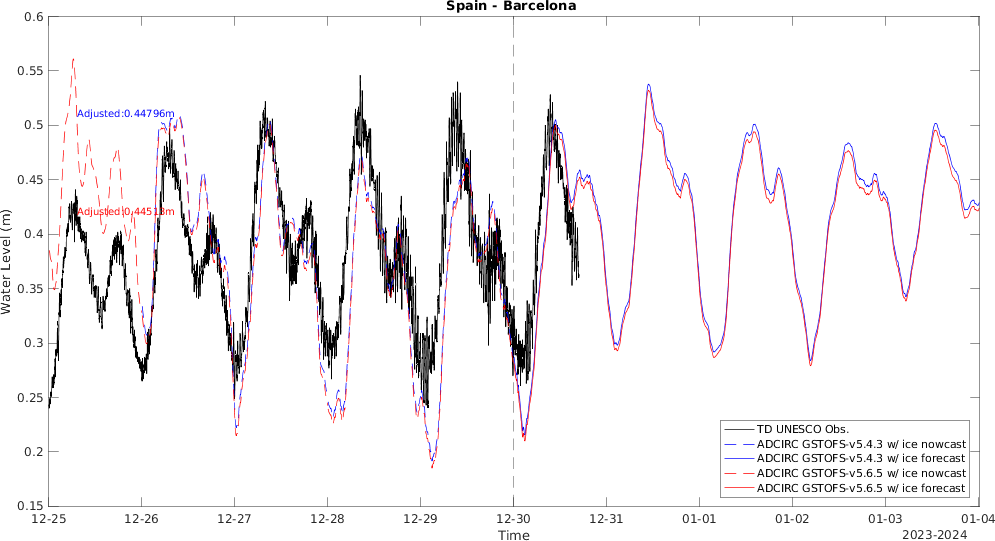 Spain - Barcelona
0.6
0.55
0.5
0.45
0.4
0.35
0.3
0.25
0.2
0.15
Water Level (m)
Adjusted:0.44796m
Adjusted:0.44513m
TD UNESCO Obs.
ADCIRC GSTOFS-v5.4.3 w/ ice nowcast
ADCIRC GSTOFS-v5.4.3 w/ ice forecast
ADCIRC GSTOFS-v5.6.5 w/ ice nowcast
ADCIRC GSTOFS-v5.6.5 w/ ice forecast
12-25 12-26 12-27 12-28 12-29 12-30 12-31 01-01 01-02 01-03 01-04
Time
2023-2024